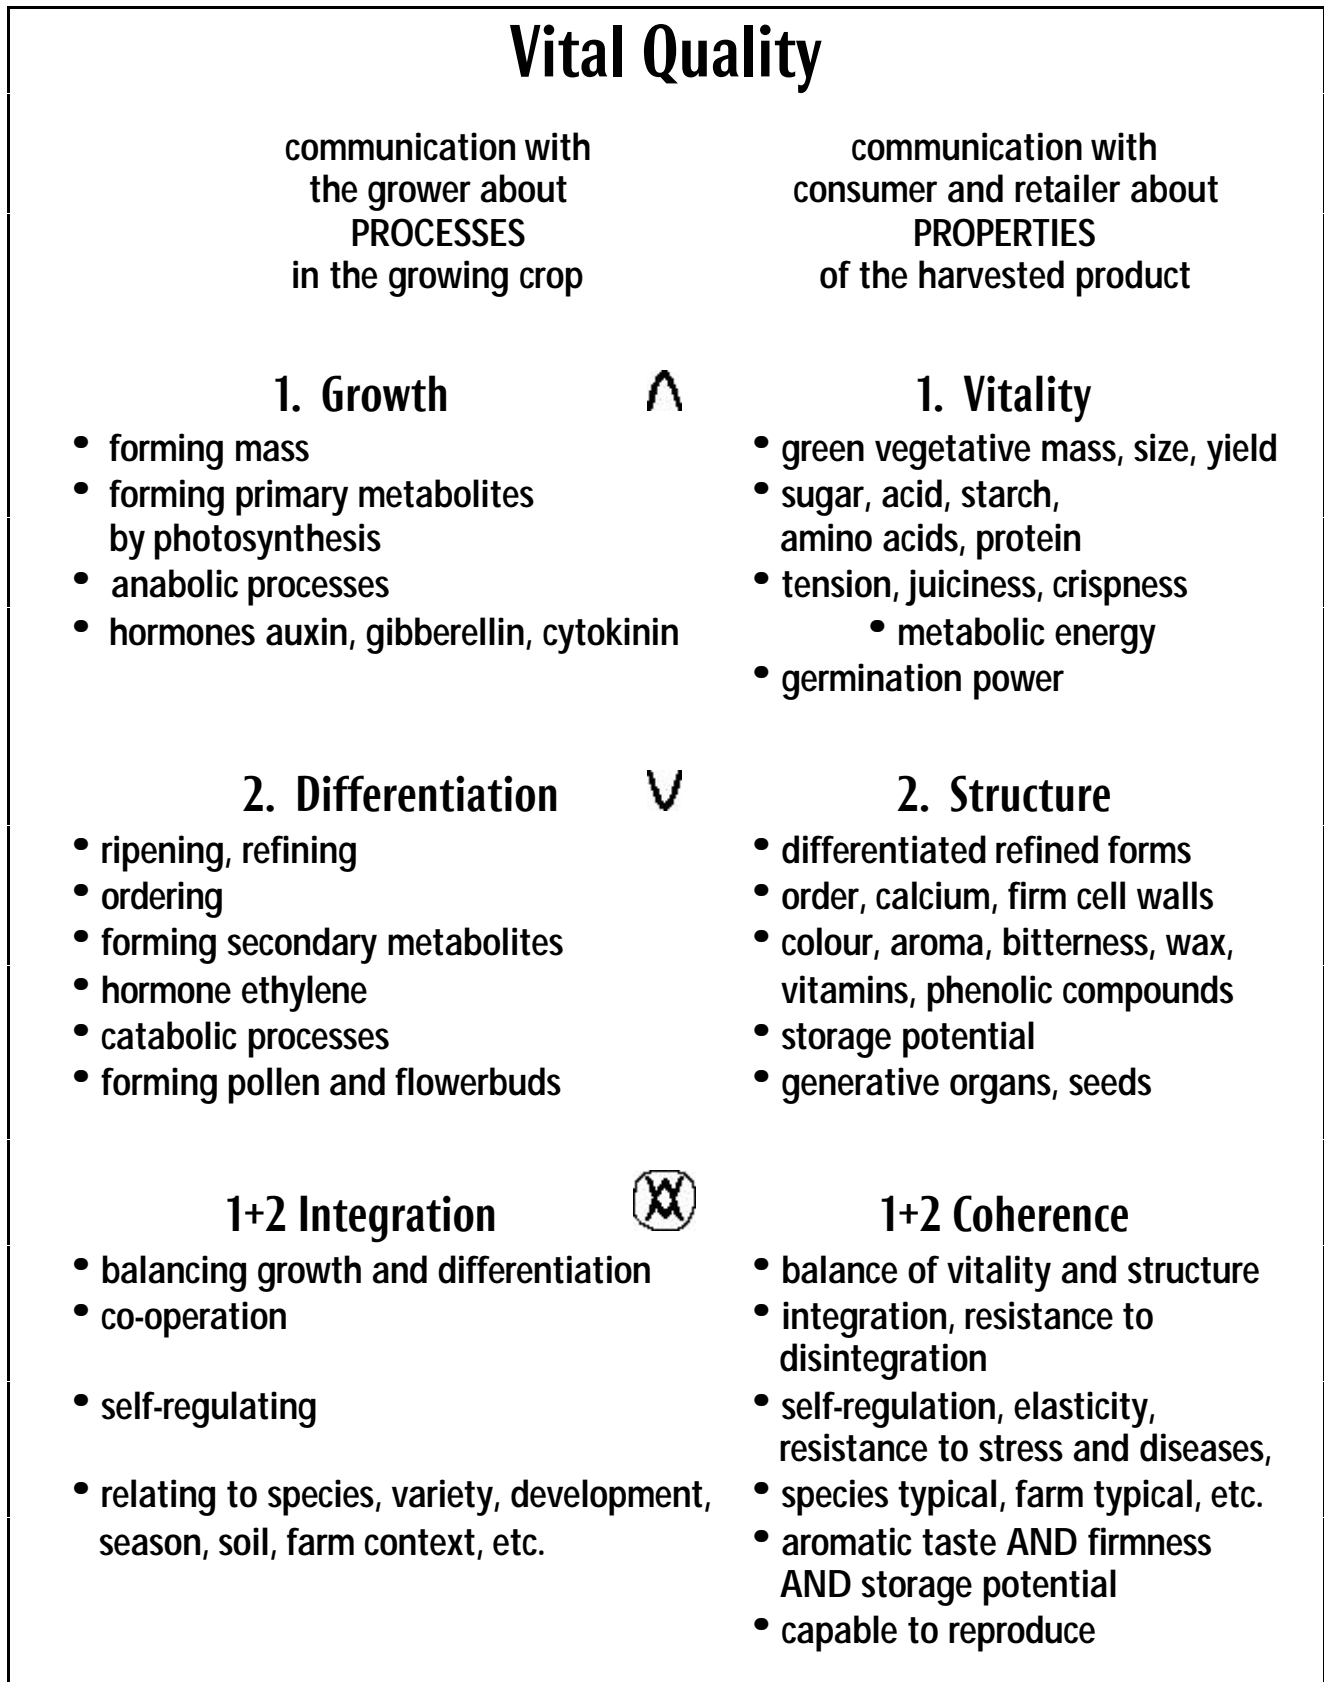 Vital Quality
communication with
the grower about
PROCESSES
in the growing crop
communication with
consumer and retailer about
PROPERTIES
of the harvested product
1. Growth
• forming mass
• forming primary metabolites
by photosynthesis
• anabolic processes
• hormones auxin, gibberellin, cytokinin
1. Vitality
• green vegetative mass, size, yield
• sugar, acid, starch,
amino acids, protein
• tension, juiciness, crispness
• metabolic energy
• germination power
2. Differentiation
• ripening, refining
• ordering
• forming secondary metabolites
• hormone ethylene
• catabolic processes
• forming pollen and flowerbuds
2. Structure
• differentiated refined forms
• order, calcium, firm cell walls
• colour, aroma, bitterness, wax,
vitamins, phenolic compounds
• storage potential
• generative organs, seeds
1+2 Integration
• balancing growth and differentiation
• co-operation
• self-regulating
• relating to species, variety, development,
season, soil, farm context, etc.
1+2 Coherence
• balance of vitality and structure
• integration, resistance to
disintegration
• self-regulation, elasticity,
resistance to stress and diseases,
• species typical, farm typical, etc.
• aromatic taste AND firmness
AND storage potential
• capable to reproduce